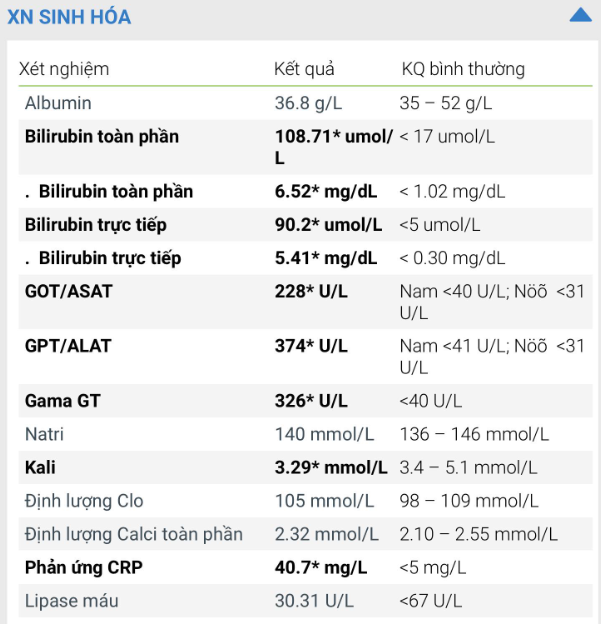 XN SINH HÓA
Xét nghiệm Kết quả KQ bình thường
Albumin 36.8 g/L 35 – 52 g/L
Bilirubin toàn phần 108.71* umol/ < 17 umol/L
L
. Bilirubin toàn phần 6.52* mg/dL < 1.02 mg/dL
Bilirubin trực tiếp 90.2* umol/L <5 umol/L
. Bilirubin trực tiếp 5.41* mg/dL < 0.30 mg/dL
GOT/ASAT 228* U/L Nam <40 U/L; Nöõ <31
U/L
GPT/ALAT 374* U/L Nam <41 U/L; Nöõ <31
U/L
Gama GT 326* U/L <40 U/L
Natri 140 mmol/L 136 – 146 mmol/L
Kali 3.29* mmol/L 3.4 – 5.1 mmol/L
Định lượng Clo 105 mmol/L 98 – 109 mmol/L
Định lượng Calci toàn phần 2.32 mmol/L 2.10 – 2.55 mmol/L
Phản ứng CRP 40.7* mg/L <5 mg/L
Lipase máu 30.31 U/L <67 U/L